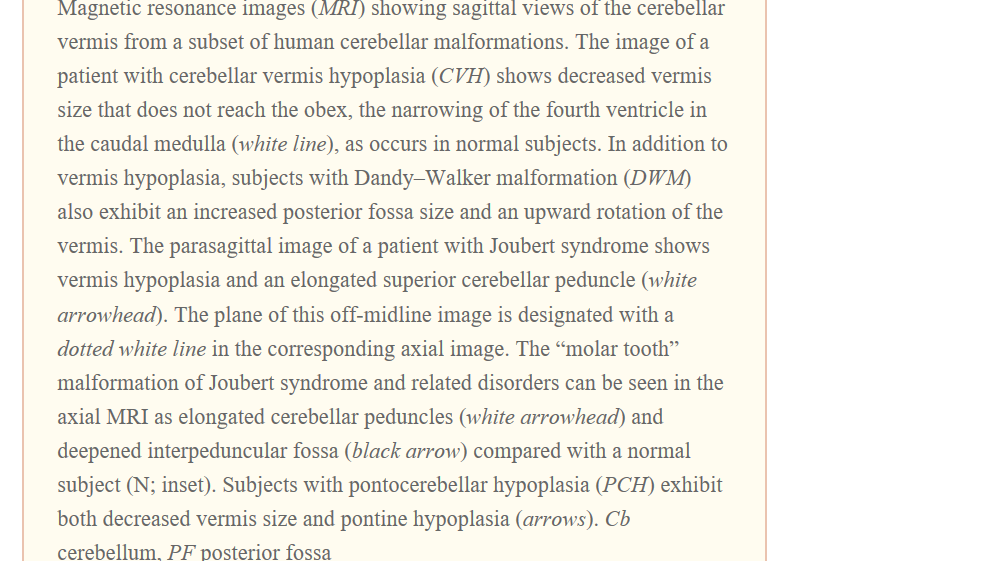 Magnetic resonance images (MRI) showing sagittal views of the cerebellar
vermis from a subset of human cerebellar malformations. The image of a
patient with cerebellar vermis hypoplasia (CVH) shows decreased vermis
size that does not reach the obex, the narrowing of the fourth ventricle in
the caudal medulla (white line), as occurs in normal subjects. In addition to
vermis hypoplasia, subjects with Dandy–Walker malformation (DWM)
also exhibit an increased posterior fossa size and an upward rotation of the
vermis. The parasagittal image of a patient with Joubert syndrome shows
vermis hypoplasia and an elongated superior cerebellar peduncle (white
arrowhead). The plane of this off-midline image is designated with a
dotted white line in the corresponding axial image. The “molar tooth”
malformation of Joubert syndrome and related disorders can be seen in the
axial MRI as elongated cerebellar peduncles (white arrowhead) and
deepened interpeduncular fossa (black arrow) compared with a normal
subject (N; inset). Subjects with pontocerebellar hypoplasia (PCH) exhibit
both decreased vermis size and pontine hypoplasia (arrows). Cb
cerebellum, PF posterior fossa